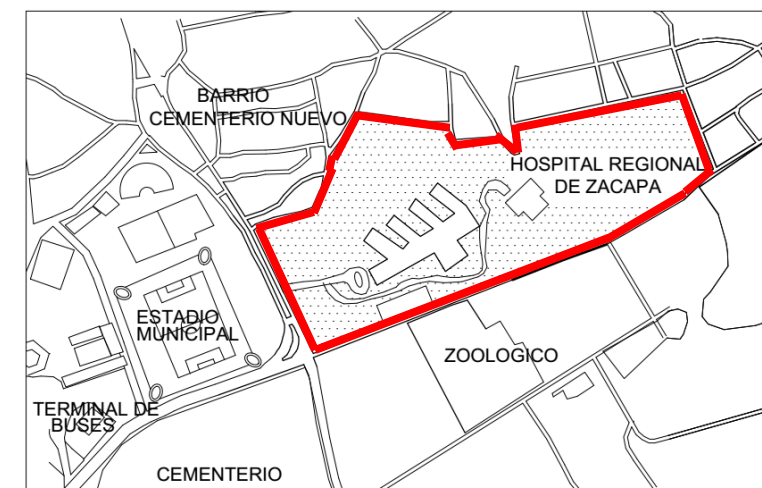 BARRIO
CEMENTERIO NUEVO
HOSPITAL REGIONAL
DE ZACAPA
ESTADIO
MUNICIPAL
ZOOLOGICO
TERMINAL DE
BUSES
CEMENTERIO